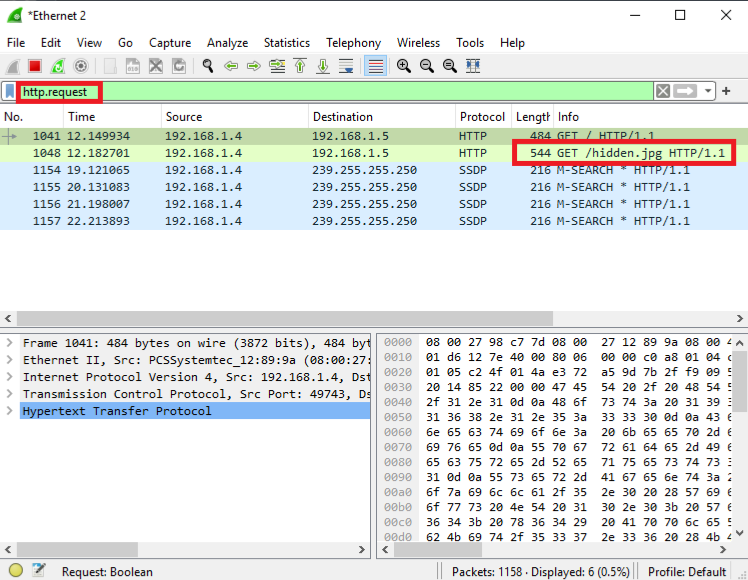 *Ethernet 2
File Edit View Go Capture Analyze Statistics Telephony Wireless Tools Help
http.request
No. Time Source Destination Protocol Length Info
1041 12.149934 192.168.1.4 192.168.1.5 HTTP 484 GET / HTTP/1.1
1048 12.182701 192.168.1.4 192.168.1.5 HTTP 544 GET /hidden.jpg HTTP/1.1
1154 19.121065 192.168.1.4 239.255.255.250 SSDP 216 M-SEARCH * HTTP/1.1
1155 20.131083 192.168.1.4 239.255.255.250 SSDP 216 M-SEARCH * HTTP/1.1
1156 21.198007 192.168.1.4 239.255.255.250 SSDP 216 M-SEARCH * HTTP/1.1
1157 22.213893 192.168.1.4 239.255.255.250 SSDP 216 M-SEARCH * HTTP/1.1
Frame 1041: 484 bytes on wire (3872 bits), 484 byt
Ethernet II, Src: PCSSystemtec_12:89:9a (08:00:27:
Internet Protocol Version 4, Src: 192.168.1.4, Dst
Transmission Control Protocol, Src Port: 49743, Ds
Hypertext Transfer Protocol
0000 08 00 27 98 c7 7d 08 00 27 12 89 9a 08 00 4
0010 01 d6 12 7e 40 00 80 06 00 00 c0 a8 01 04 c
0020 01 05 c2 4f 01 4a e3 72 a5 9d 7b 2f f9 09 5
0030 20 14 85 22 00 00 47 45 54 20 2f 20 48 54 5
0040 2f 31 2e 31 0d 0a 48 6f 73 74 3a 20 31 39 3
0050 31 36 38 2e 31 2e 35 3a 33 33 30 0d 0a 43 6
0060 6e 65 63 74 69 6f 6e 3a 20 6b 65 65 70 2d 6
0070 69 76 65 0d 0a 55 70 67 72 61 64 65 2d 49 6
0080 65 63 75 72 65 2d 52 65 71 75 65 73 74 73 3
0090 31 0d 0a 55 73 65 72 2d 41 67 65 6e 74 3a 2
00a0 6f 7a 69 6c 6c 61 2f 35 2e 30 20 28 57 69 6
00b0 6f 77 73 20 4e 54 20 31 30 2e 30 3b 20 57 6
00c0 36 34 3b 20 78 36 34 29 20 41 70 70 6c 65 5
00d0 62 4b 69 74 2f 35 33 37 2e 33 36 20 28 4b 4
Request: Boolean
Packets: 1158 · Displayed: 6 (0.5%)
Profile: Default